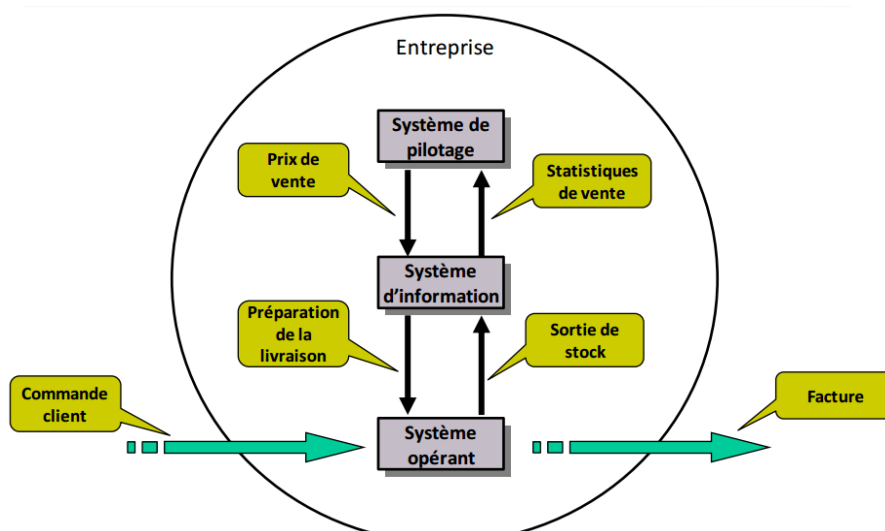 Entreprise
Système de
pilotage
Prix de
vente
Statistiques
de vente
Système
d'information
Préparation
de la
livraison
Sortie de
stock
Commande
client
Système
opérant
Facture